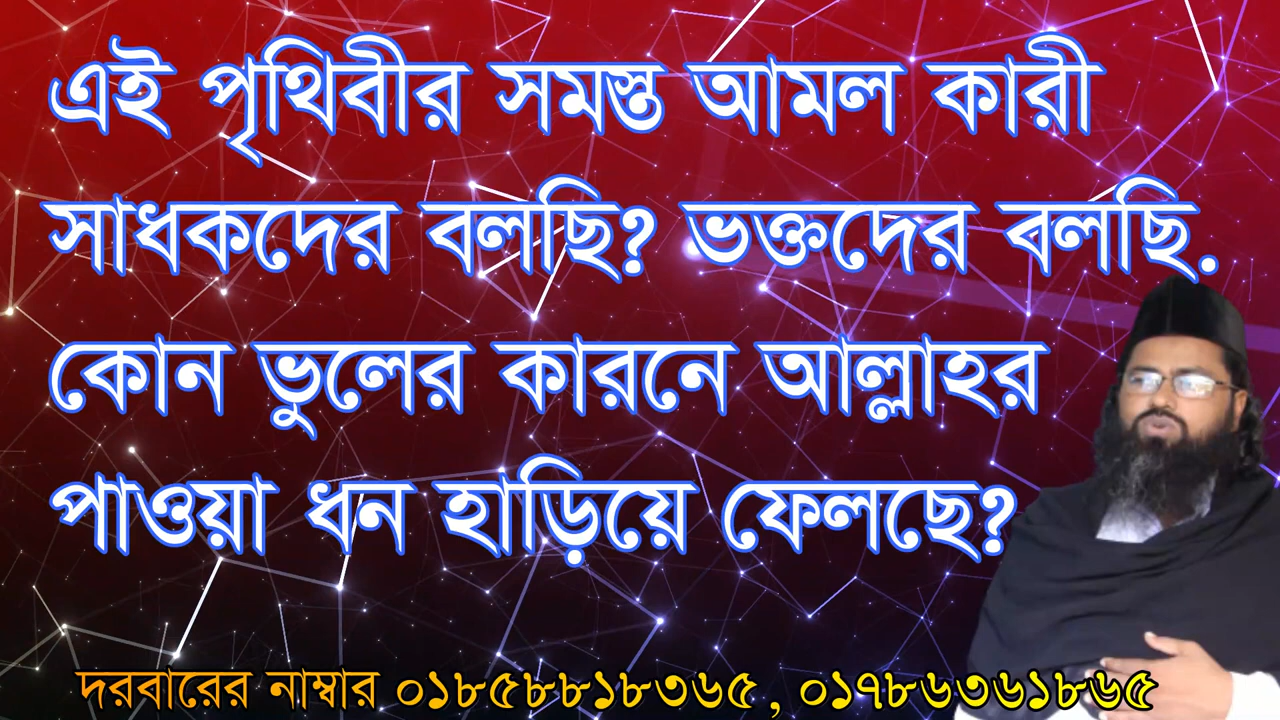 এই পৃথিবীর সমস্ত আমল কারী
সাধকদের বলছি? ভক্তদের বলছি.
কোন ভুলের কারনে আল্লাহর
পাওয়া ধন হাড়িয়ে ফেলছে?
দরবারের নাম্বার ০১৮৫৮৮১৮৩৬৫, ০১৭৮৬৩৬১৮৬৫